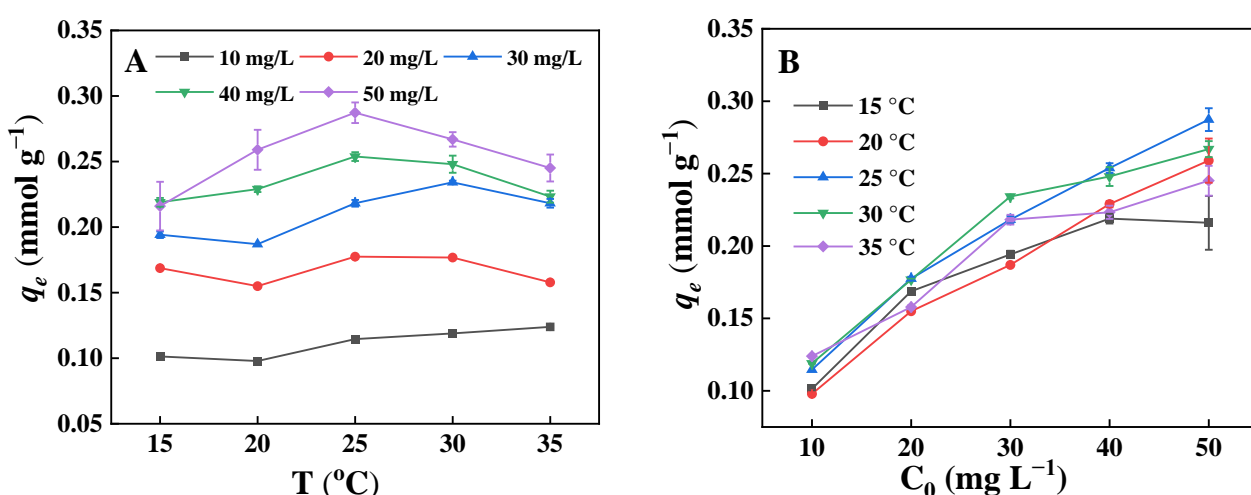 A
10 mg/L 20 mg/L 30 mg/L
40 mg/L 50 mg/L
0.35
0.30
0.25
0.20
0.15
0.10
0.05
qe (mmol g−1)
15 20 25 30 35
T (oC)
B
15 °C
20 °C
25 °C
30 °C
35 °C
0.35
0.30
0.25
0.20
0.15
0.10
qe (mmol g−1)
10 20 30 40 50
C0 (mg L−1)